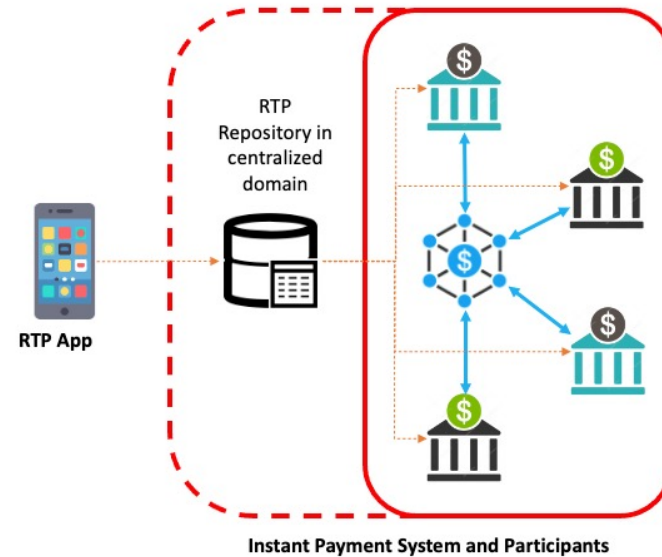 RTP
Repository in
centralized
domain
RTP App
$
$
$
$
$
Instant Payment System and Participants